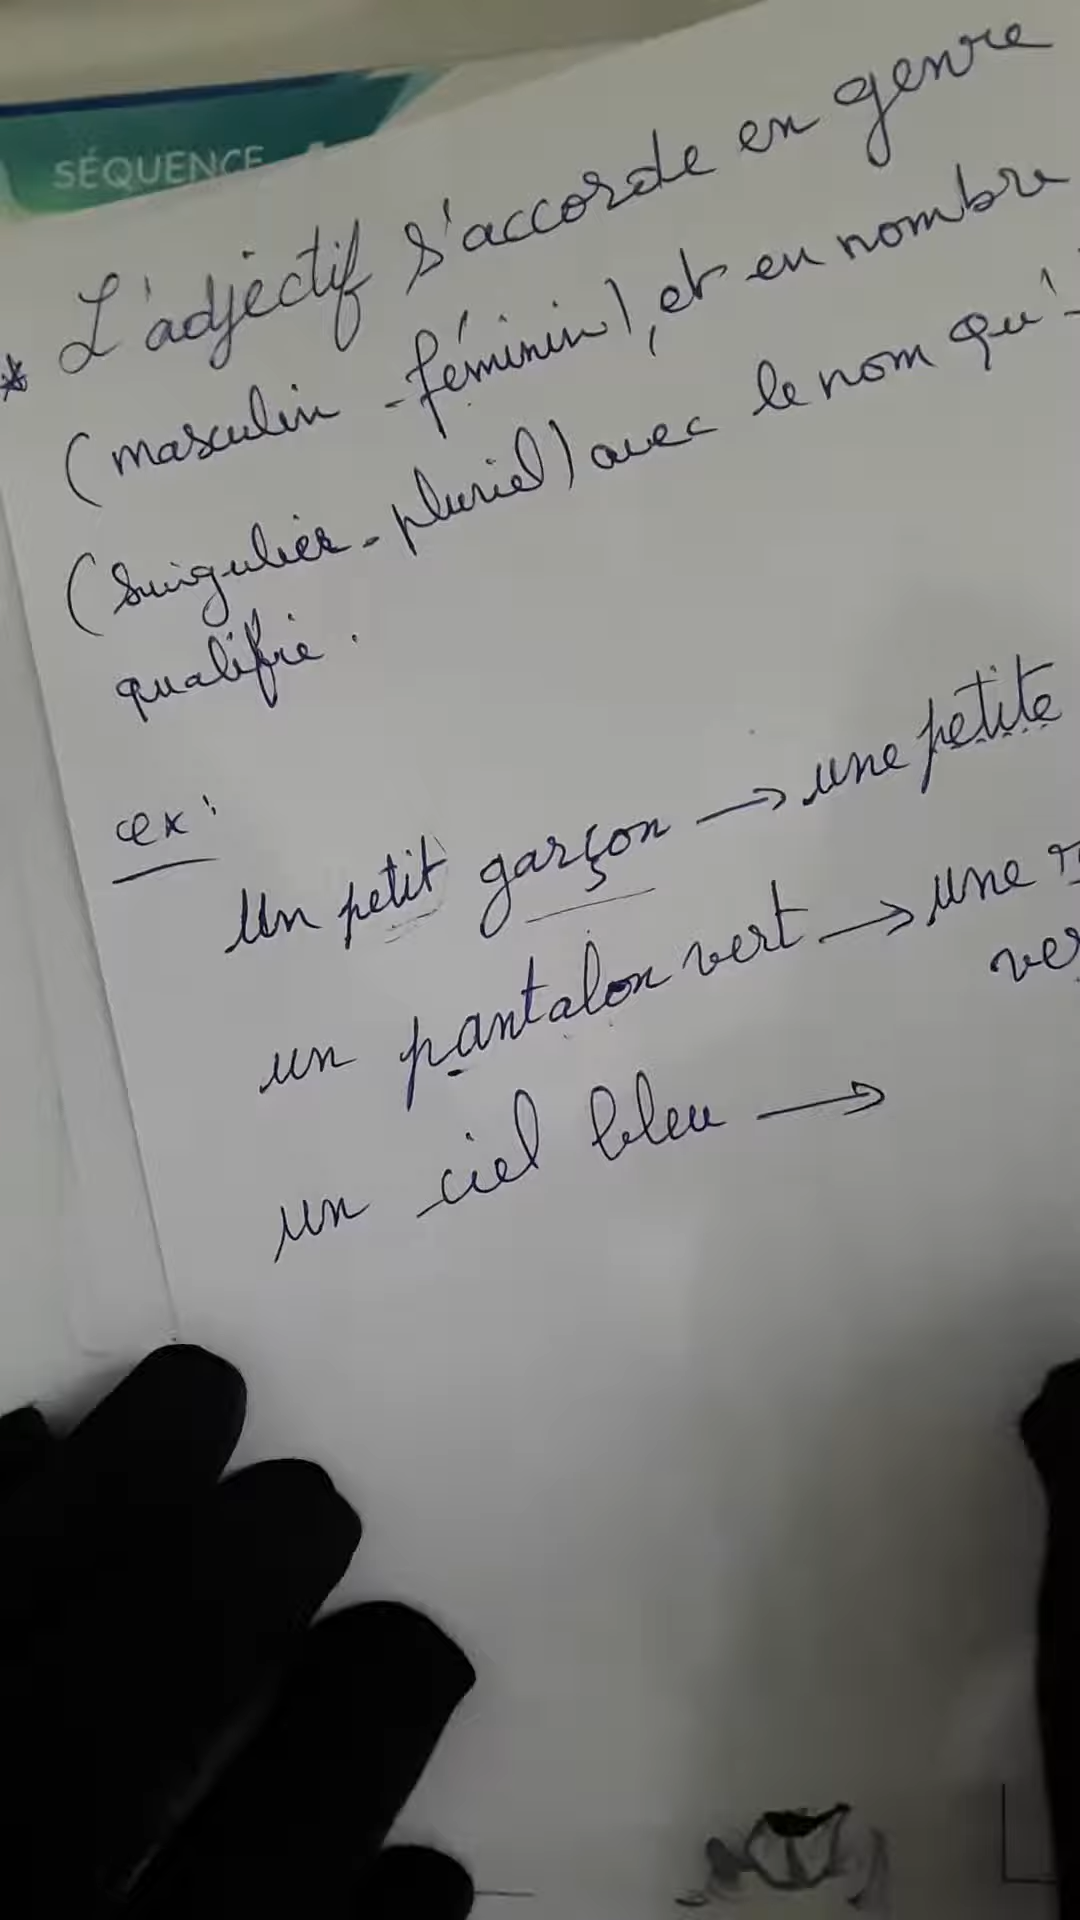 SÉQUENCE
* L'adjectif s'accorde en genre
(masculin - féminin), et en nombre
(singulier - pluriel) avec le nom qu'
qualifie.
ex:
Un petit garçon → une petite
un pantalon vert → une
un ciel bleu →